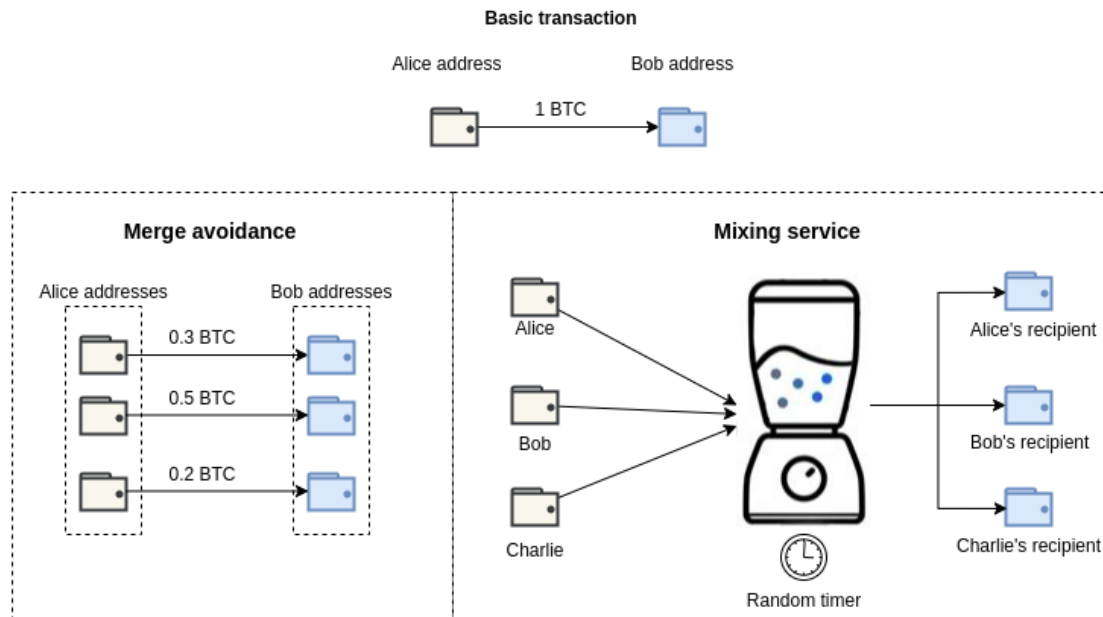 Basic transaction
Alice address
Bob address
1 BTC
Merge avoidance
Alice addresses
Bob addresses
0.3 BTC
0.5 BTC
0.2 BTC
Mixing service
Alice
Bob
Charlie
Random timer
Alice's recipient
Bob's recipient
Charlie's recipient